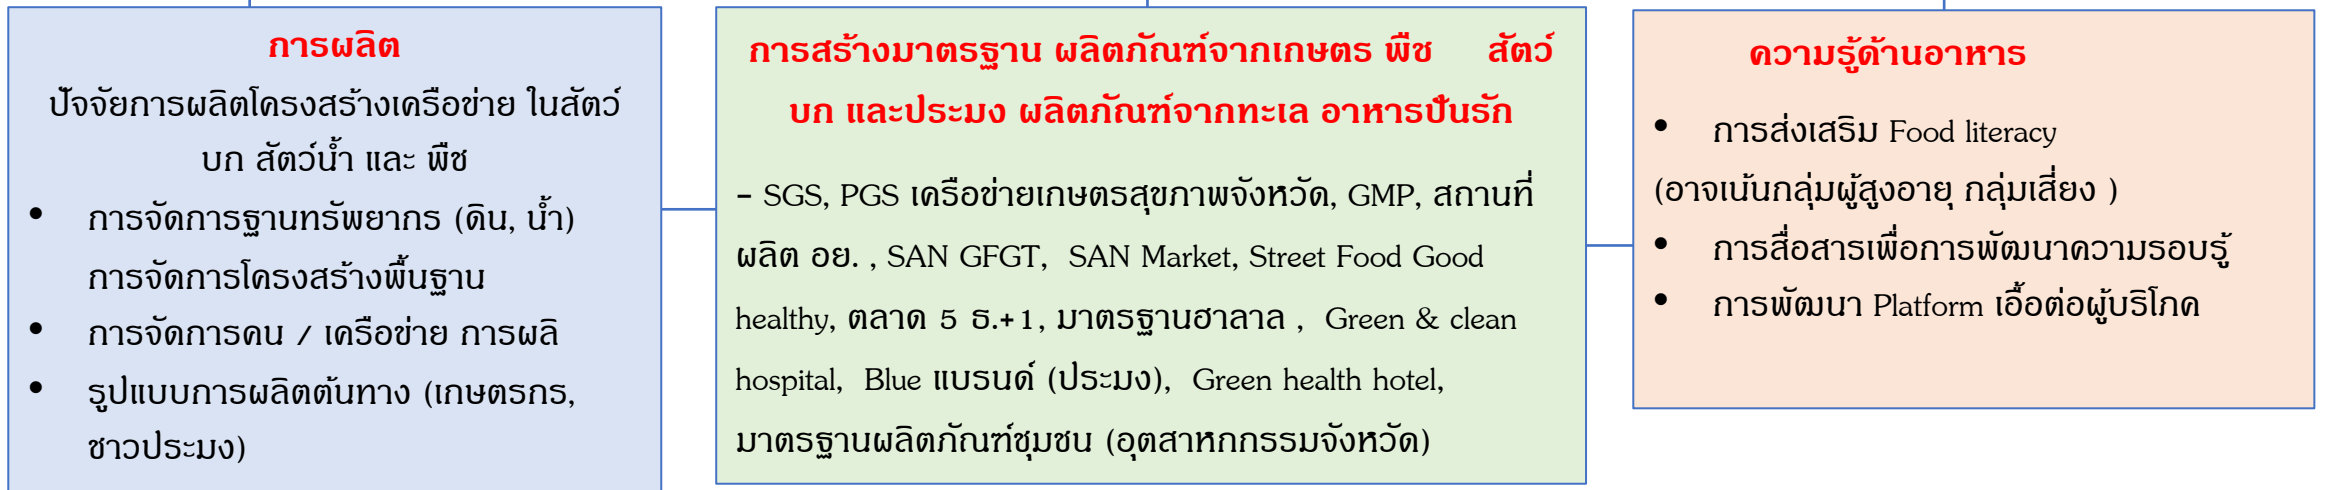 การผลิต
ปัจจัยการผลิตโครงสร้างเครือข่าย ในสัตว์
บก สัตว์น้ำ และ พืช
• การจัดการฐานทรัพยากร (ดิน, น้ำ)
การจัดการโครงสร้างพื้นฐาน
• การจัดการคน / เครือข่าย การผลิ
• รูปแบบการผลิตต้นทาง (เกษตรกร,
ชาวประมง)
การสร้างมาตรฐาน ผลิตภัณฑ์จากเกษตร พืช สัตว์
บก และประมง ผลิตภัณฑ์จากทะเล อาหารปันรัก
- SGS, PGS เครือข่ายเกษตรสุขภาพจังหวัด, GMP, สถานที่
ผลิต อย. , SAN GFGT, SAN Market, Street Food Good
healthy, ตลาด 5 ธ.+1, มาตรฐานฮาลาล , Green & clean
hospital, Blue แบรนด์ (ประมง), Green health hotel,
มาตรฐานผลิตภัณฑ์ชุมชน (อุตสาหกกรรมจังหวัด)
ความรู้ด้านอาหาร
• การส่งเสริม Food literacy
(อาจเน้นกลุ่มผู้สูงอายุ กลุ่มเสี่ยง )
• การสื่อสารเพื่อการพัฒนาความรอบรู้
• การพัฒนา Platform เอื้อต่อผู้บริโภค